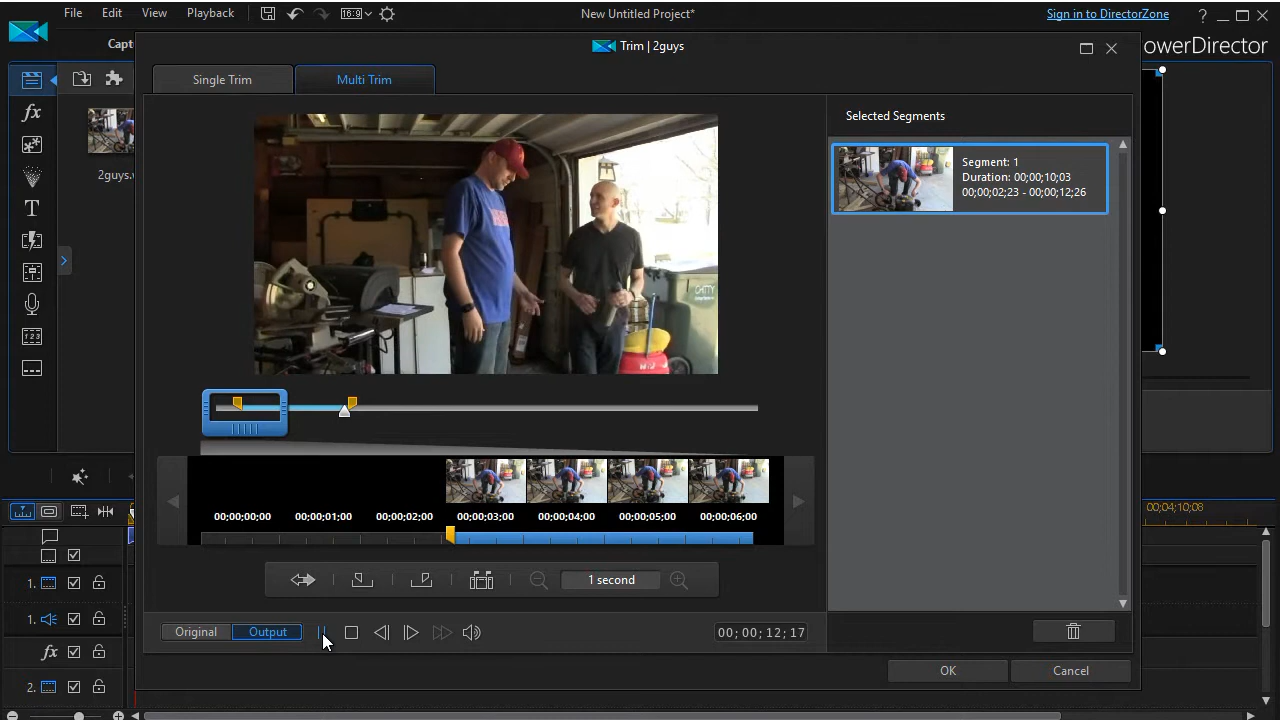 File Edit View Playback 16:9 New Untitled Project* Sign in to DirectorZone ?
Capt
owerDirector
Trim | 2guys
Single Trim Multi Trim
Selected Segments
Segment: 1
Duration: 00;00;10;03
00;00;02;23 - 00;00;12;26
fx
2guys.w
T
00;00;00;00 00;00;01;00 00;00;02;00 00;00;03;00 00;00;04;00 00;00;05;00 00;00;06;00
00;04;10;08
1 second
1.
1.
Original Output 00; 00; 12; 17
fx
OK Cancel
2.